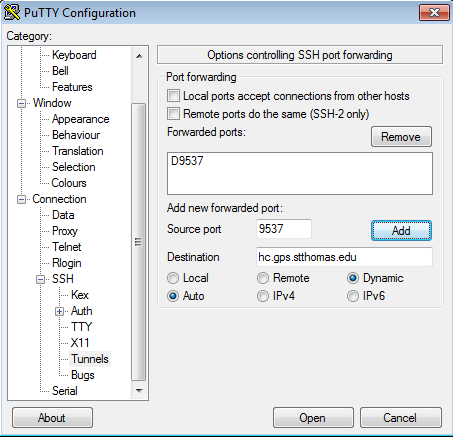 PuTTY Configuration
Category:
Keyboard
Bell
Features
Window
Appearance
Behaviour
Translation
Selection
Colours
Connection
Data
Proxy
Telnet
Rlogin
SSH
Kex
Auth
TTY
X11
Tunnels
Bugs
Serial
Options controlling SSH port forwarding
Port forwarding
Local ports accept connections from other hosts
Remote ports do the same (SSH-2 only)
Forwarded ports:
Remove
D9537
Add new forwarded port:
Source port 9537 Add
Destination hc.gps.stthomas.edu
Local Remote Dynamic
Auto IPv4 IPv6
About Open Cancel